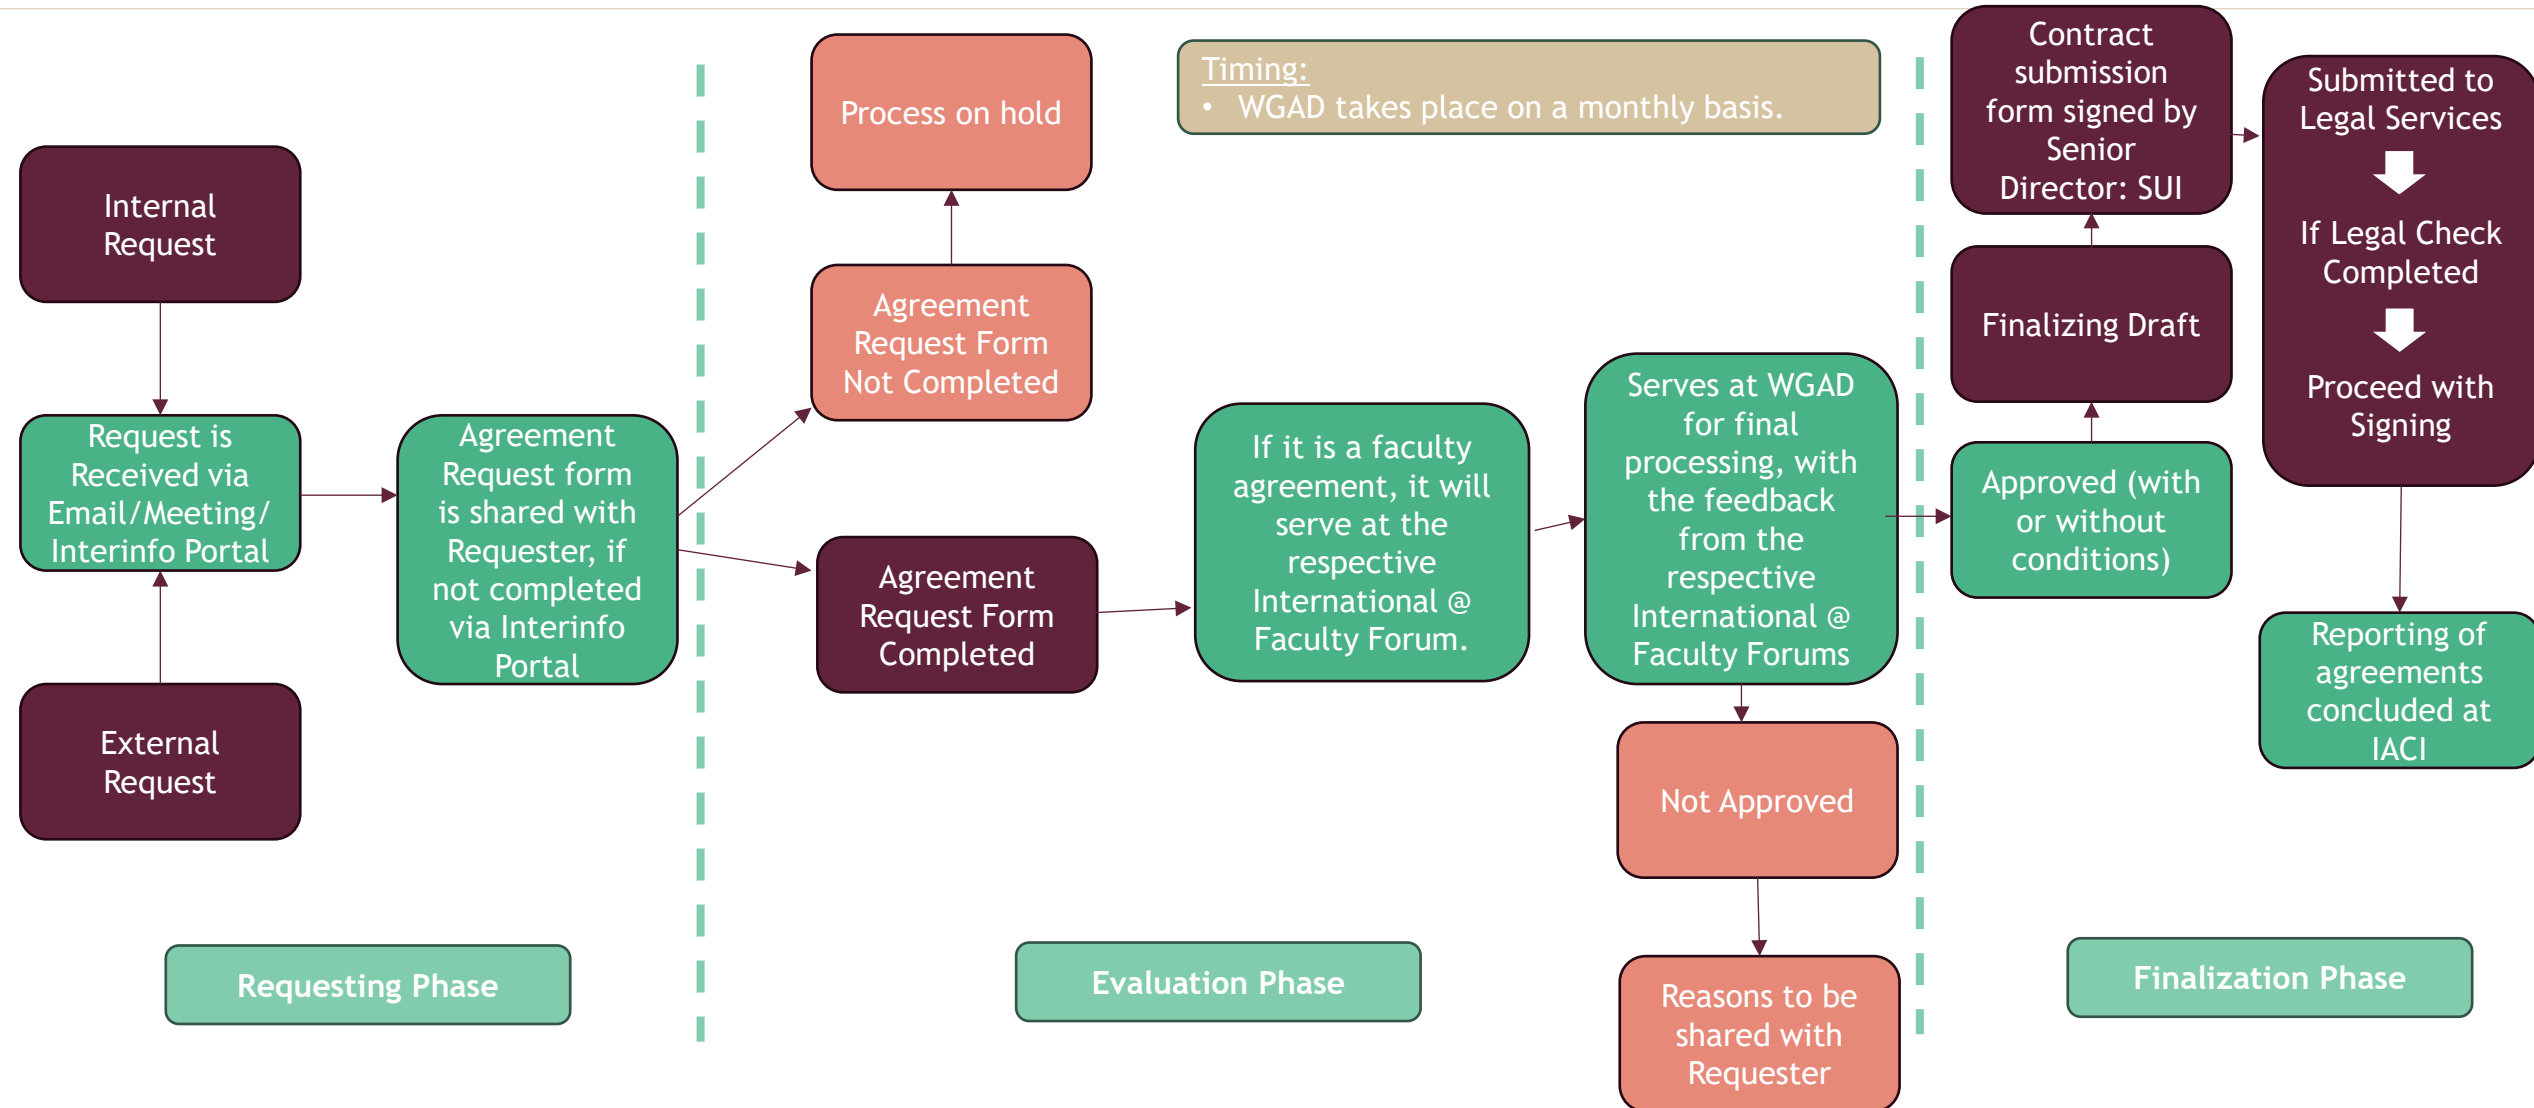 Internal
Request
Request is
Received via
Email/Meeting/
Interinfo Portal
External
Request
Agreement
Request form
is shared with
Requester, if
not completed
via Interinfo
Portal
Requesting Phase
Process on hold
Agreement
Request Form
Not Completed
Agreement
Request Form
Completed
Timing:
• WGAD takes place on a monthly basis.
If it is a faculty
agreement, it will
serve at the
respective
International @
Faculty Forum.
Serves at WGAD
for final
processing, with
the feedback
from the
respective
International @
Faculty Forums
Not Approved
Reasons to be
shared with
Requester
Evaluation Phase
Contract
submission
form signed by
Senior
Director: SUI
Finalizing Draft
Approved (with
or without
conditions)
Submitted to
Legal Services
If Legal Check
Completed
Proceed with
Signing
Reporting of
agreements
concluded at
IACI
Finalization Phase